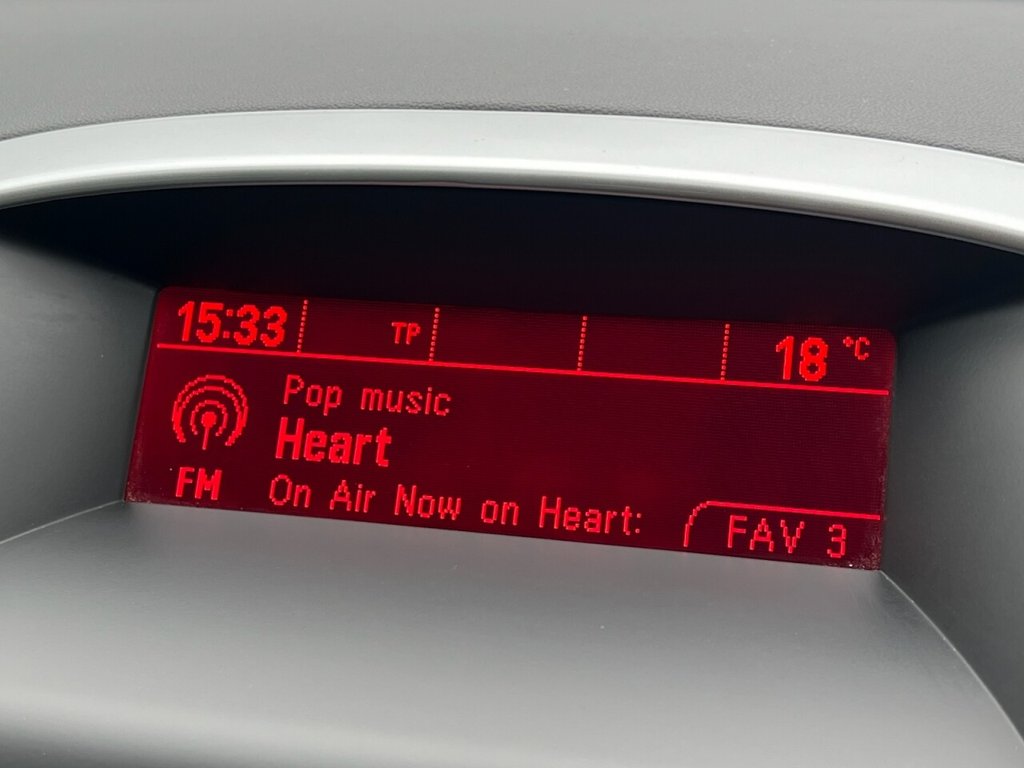 15:33 TP 18 °C
Pop music
Heart
FM On Air Now on Heart: FAV 3